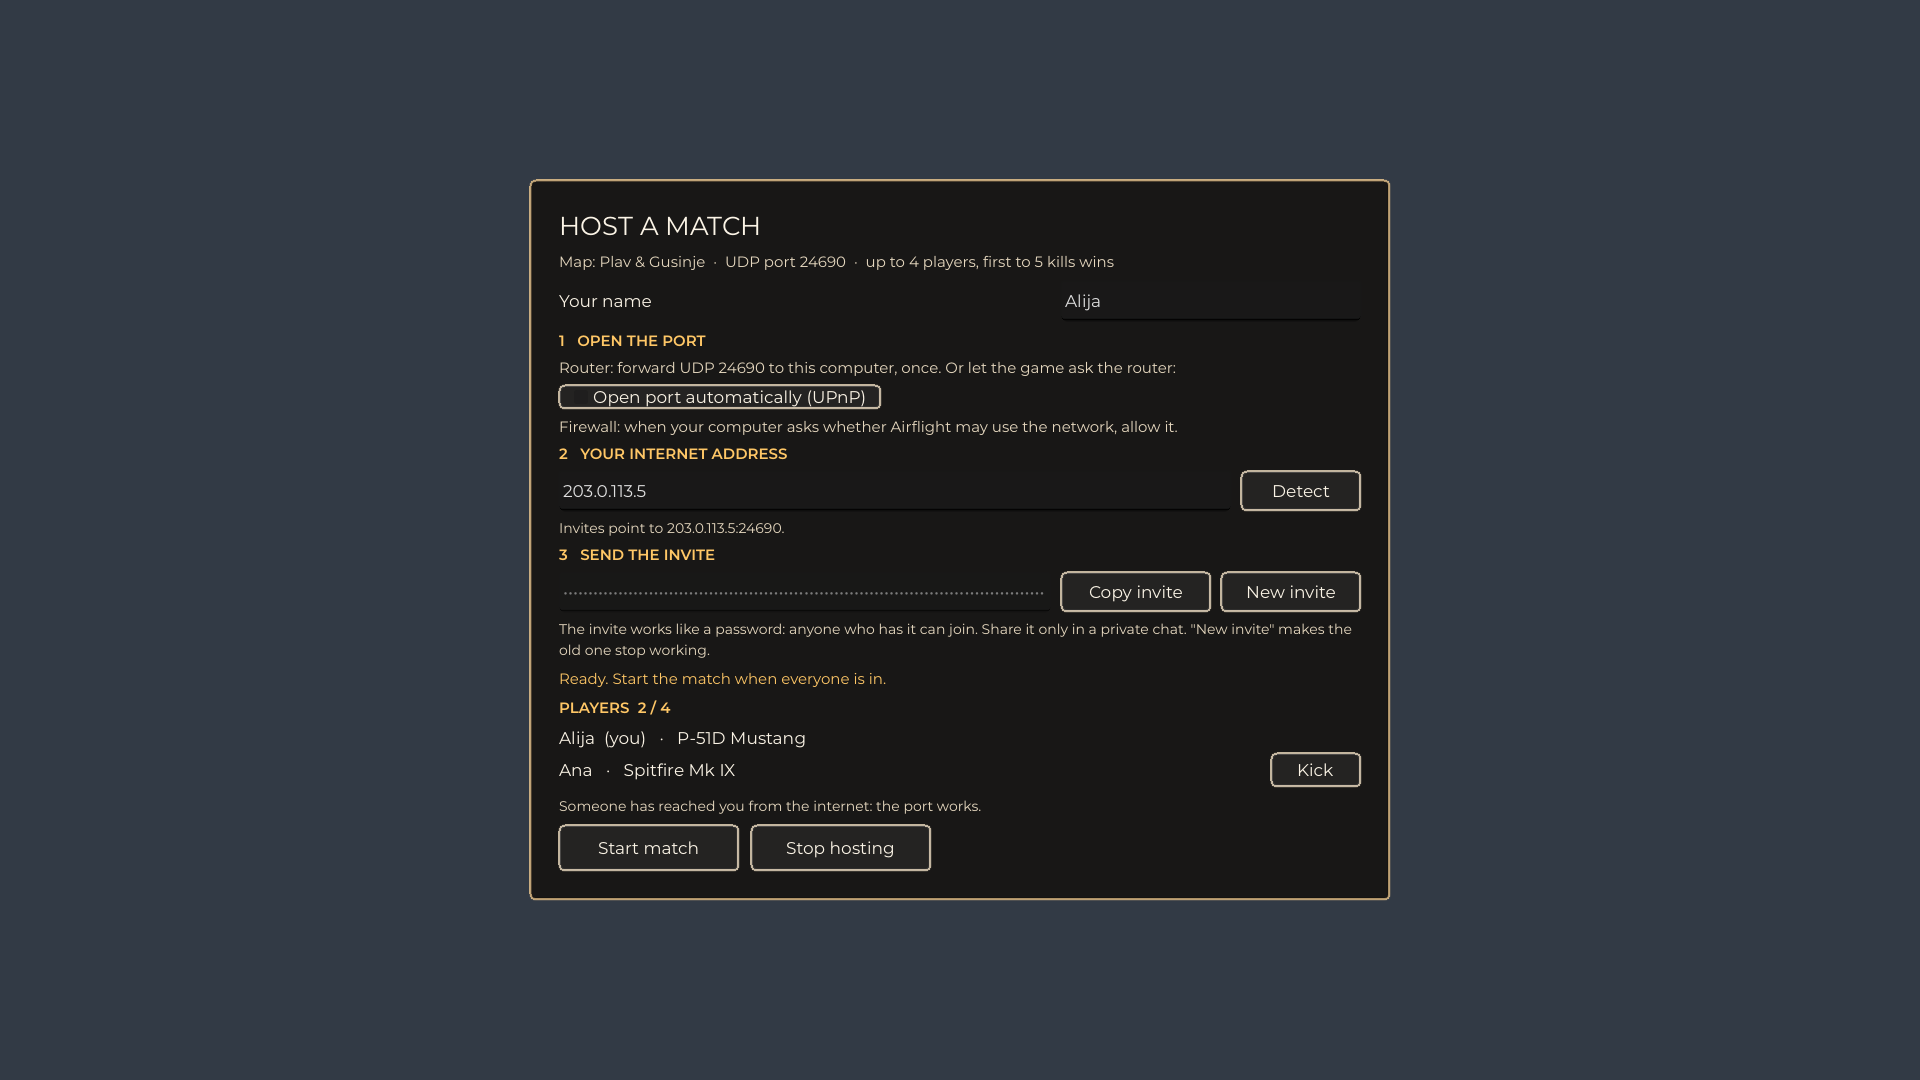 HOST A MATCH
Map: Plav & Gusinje · UDP port 24690 · up to 4 players, first to 5 kills wins
Your name
Alija
1 OPEN THE PORT
Router: forward UDP 24690 to this computer, once. Or let the game ask the router:
Open port automatically (UPnP)
Firewall: when your computer asks whether Airflight may use the network, allow it.
2 YOUR INTERNET ADDRESS
203.0.113.5
Detect
Invites point to 203.0.113.5:24690.
3 SEND THE INVITE
Copy invite
New invite
The invite works like a password: anyone who has it can join. Share it only in a private chat. "New invite" makes the
old one stop working.
Ready. Start the match when everyone is in.
PLAYERS 2 / 4
Alija (you) · P-51D Mustang
Ana · Spitfire Mk IX
Kick
Someone has reached you from the internet: the port works.
Start match
Stop hosting